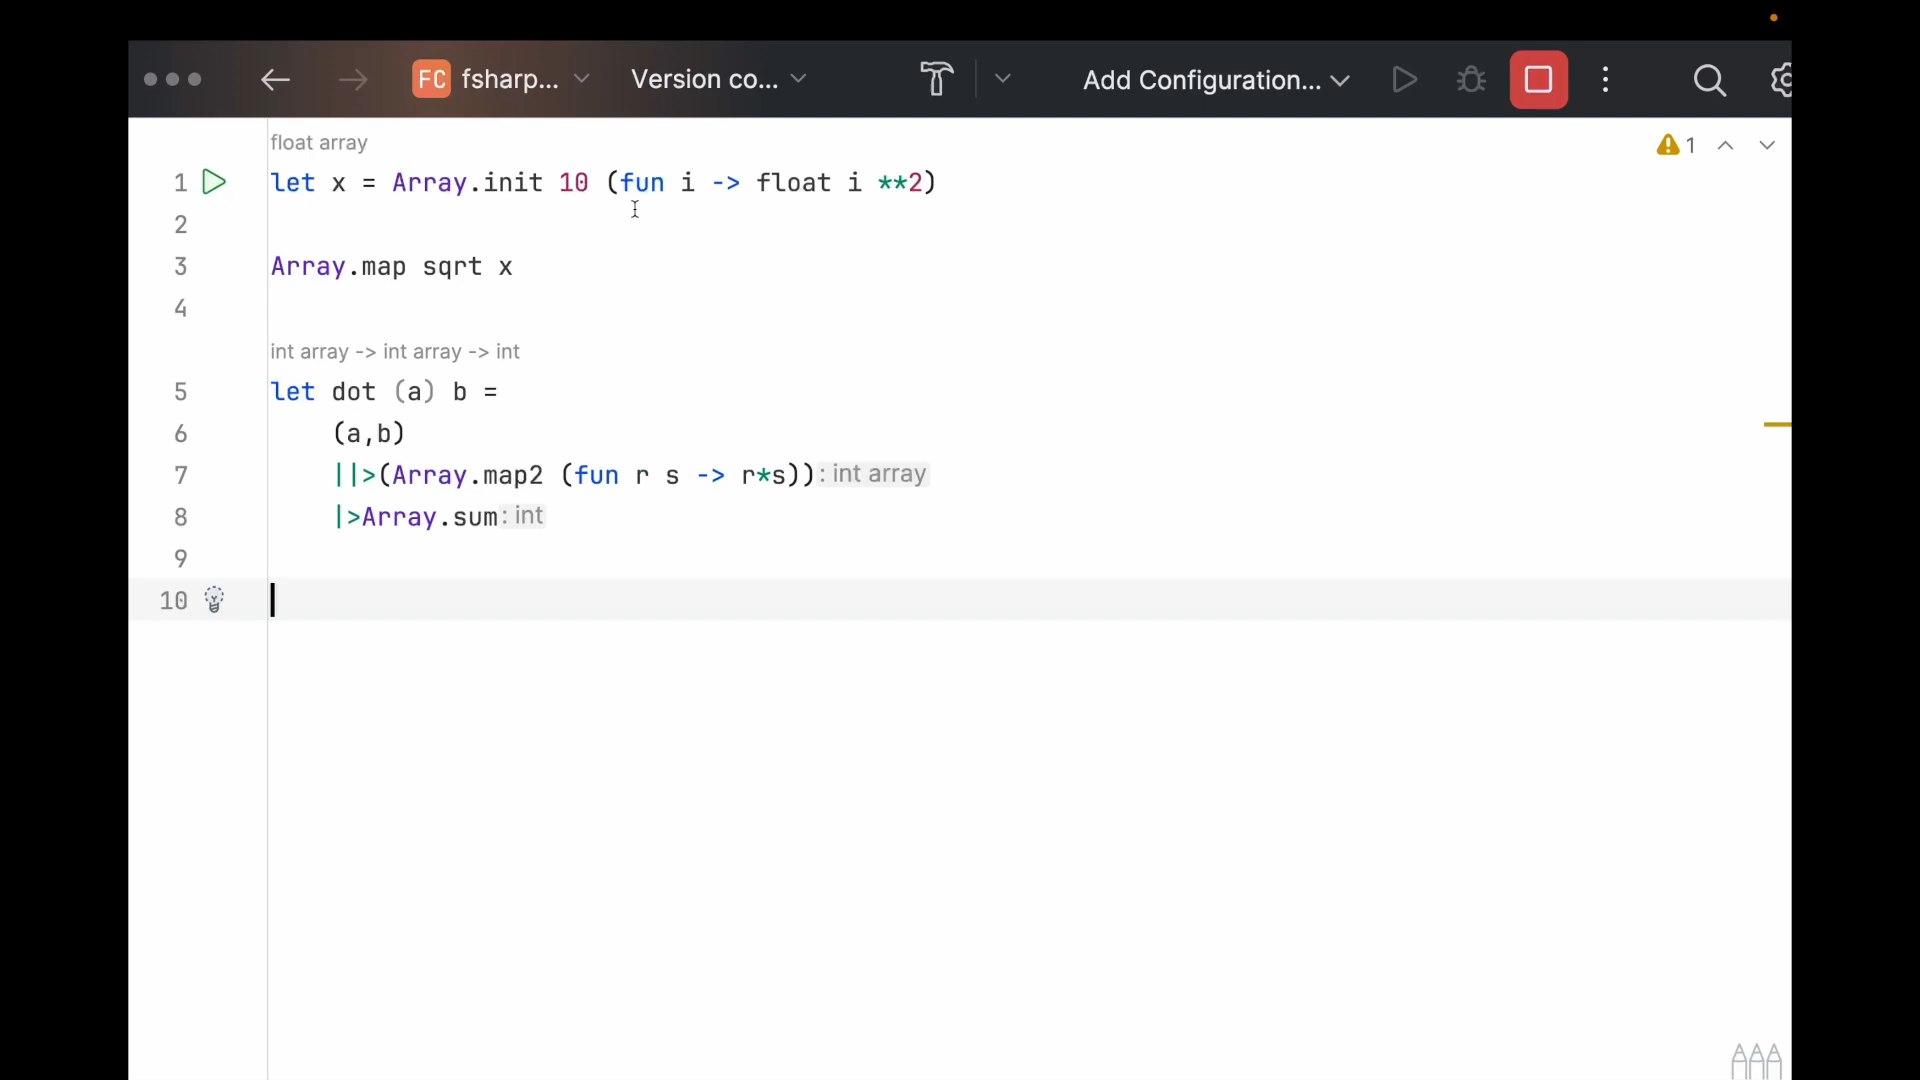 FC fsharp... Version co... Add Configuration...
float array
1
1 let x = Array.init 10 (fun i -> float i **2)
2
3 Array.map sqrt x
4
int array -> int array -> int
5 let dot (a) b =
6 (a,b)
7 ||>(Array.map2 (fun r s -> r*s)) : int array
8 |>Array.sum : int
9
10